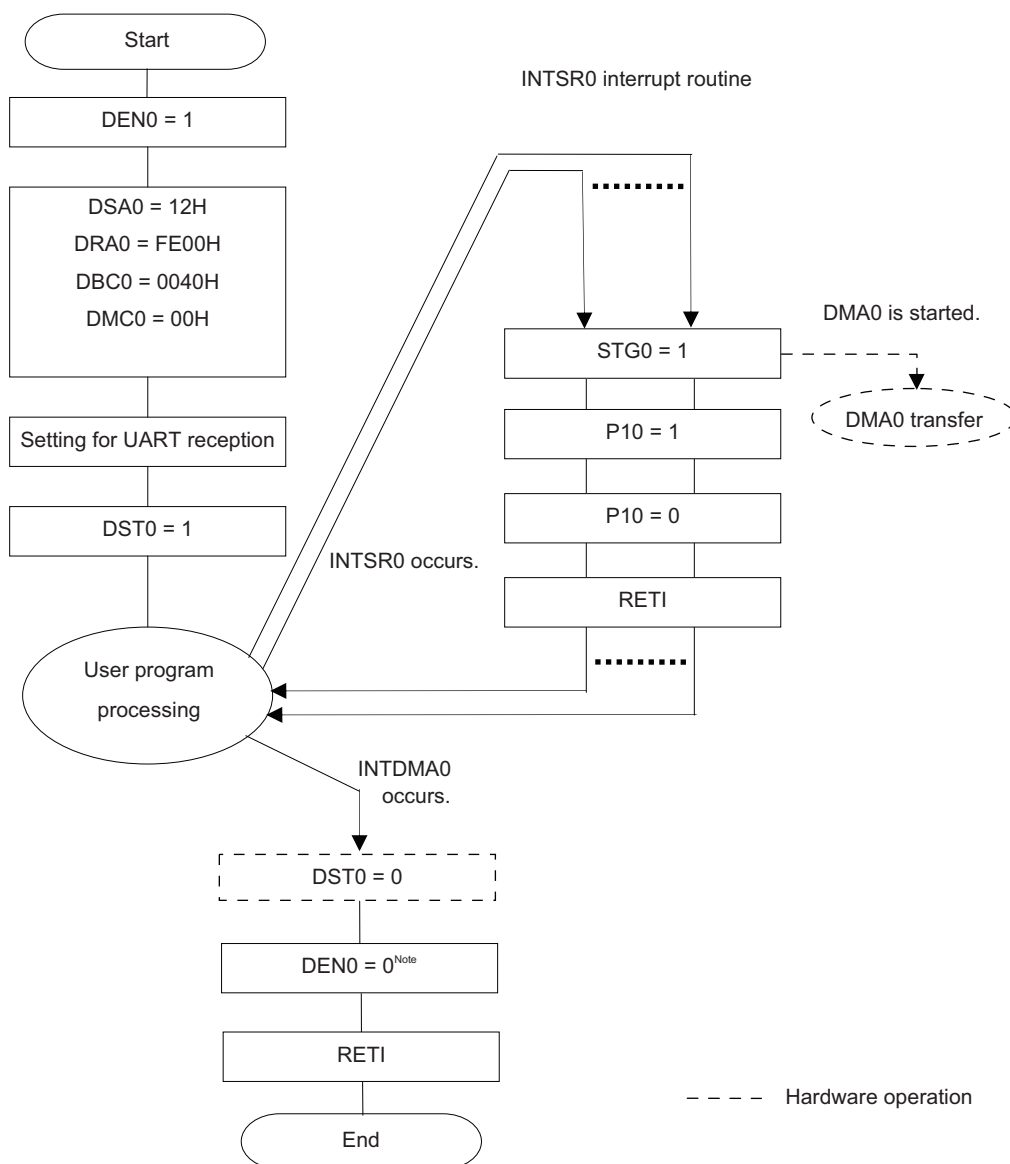 Start
DEN0 = 1
DSA0 = 12H
DRA0 = FE00H
DBC0 = 0040H
DMC0 = 00H
Setting for UART reception
DST0 = 1
User program
processing
INTSR0 occurs.
INTSR0 interrupt routine
STG0 = 1
DMA0 is started.
DMA0 transfer
P10 = 1
P10 = 0
RETI
INTDMA0
occurs.
DST0 = 0
DEN0 = 0Note
RETI
End
Hardware operation